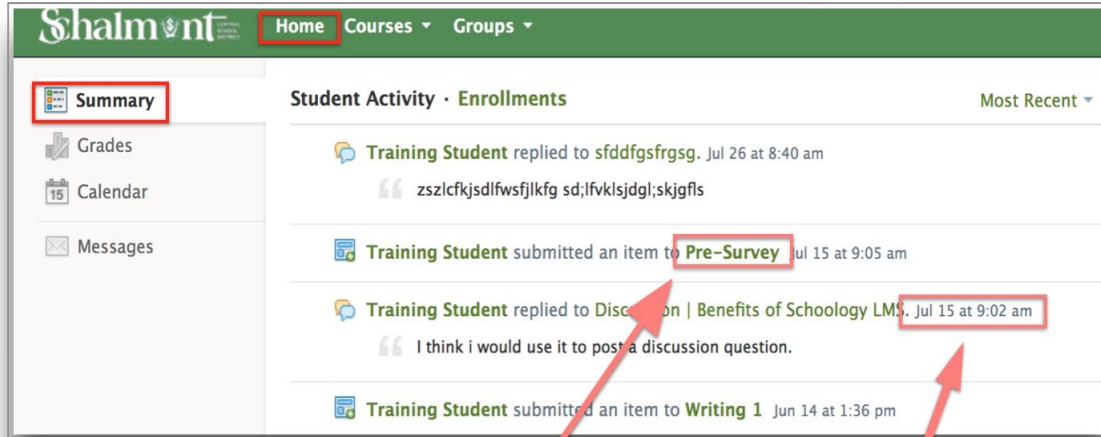 Schalmont CENTRAL SCHOOL DISTRICT Home Courses Groups
Summary
Grades
15 Calendar
Messages
Student Activity · Enrollments Most Recent
Training Student replied to sfddfgsfrgsg. Jul 26 at 8:40 am
zszlcfkjsdlfwsfjlkfg sd;lfvklsjdgl;skjgfls
Training Student submitted an item to Pre-Survey Jul 15 at 9:05 am
Training Student replied to Discussion | Benefits of Schoology LMS. Jul 15 at 9:02 am
I think i would use it to post a discussion question.
Training Student submitted an item to Writing 1 Jun 14 at 1:36 pm